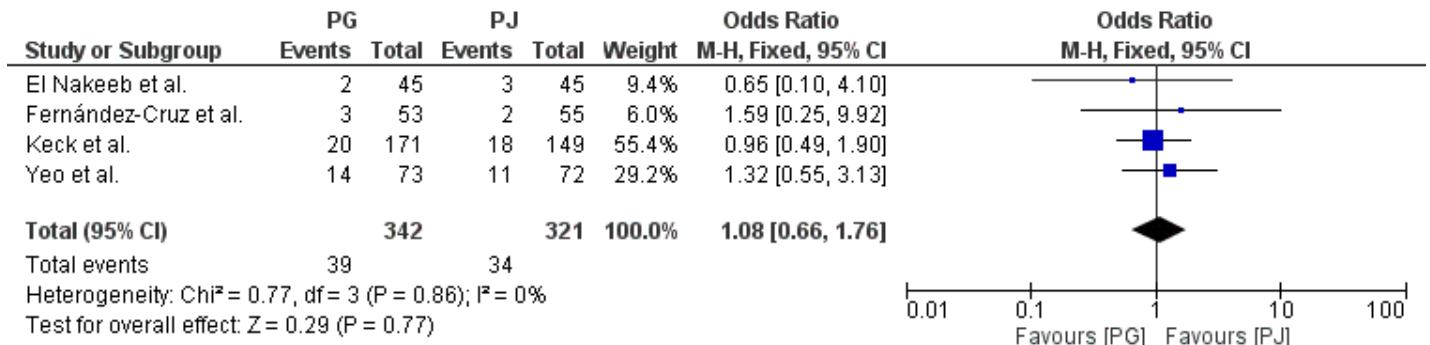 PG PJ Odds Ratio Odds Ratio
Study or Subgroup Events Total Events Total Weight M-H, Fixed, 95% CI M-H, Fixed, 95% CI
El Nakeeb et al. 2 45 3 45 9.4% 0.65 [0.10, 4.10]
Fernández-Cruz et al. 3 53 2 55 6.0% 1.59 [0.25, 9.92]
Keck et al. 20 171 18 149 55.4% 0.96 [0.49, 1.90]
Yeo et al. 14 73 11 72 29.2% 1.32 [0.55, 3.13]
Total (95% CI) 342 321 100.0% 1.08 [0.66, 1.76]
Total events 39 34
Heterogeneity: Chi² = 0.77, df = 3 (P = 0.86); I² = 0%
Test for overall effect: Z = 0.29 (P = 0.77)
0.01 0.1 1 10 100
Favours [PG] Favours [PJ]